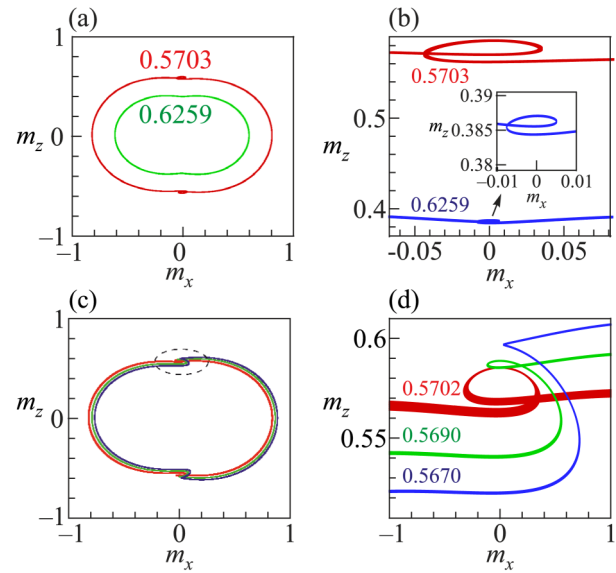 (a)
1
0.5703
0.6259
m_z
0
−1
−1
0
1
m_x
(b)
0.5703
0.5
m_z
0.6259
0.4
-0.05
0
0.05
m_x
0.39
m_z
0.385
0.38
−0.01
0
0.01
m_x
(c)
1
m_z
0
−1
−1
0
1
m_x
(d)
0.6
0.5702
m_z
0.5690
0.55
0.5670
−1
0
1
m_x